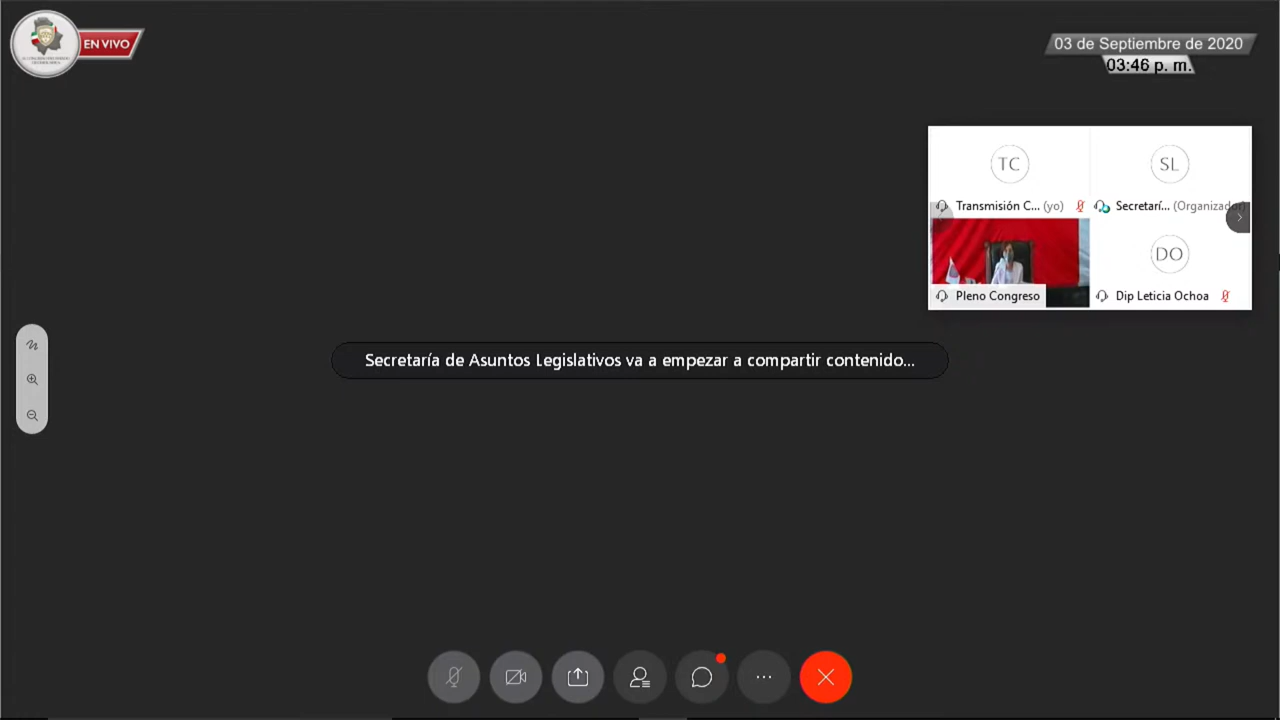 EN VIVO
03 de Septiembre de 2020
03:46 p. m.
TC
SL
Transmisión C... (yo)
Secretarí... (Organizador)
DO
Pleno Congreso
Dip Leticia Ochoa
Secretaría de Asuntos Legislativos va a empezar a compartir contenido...